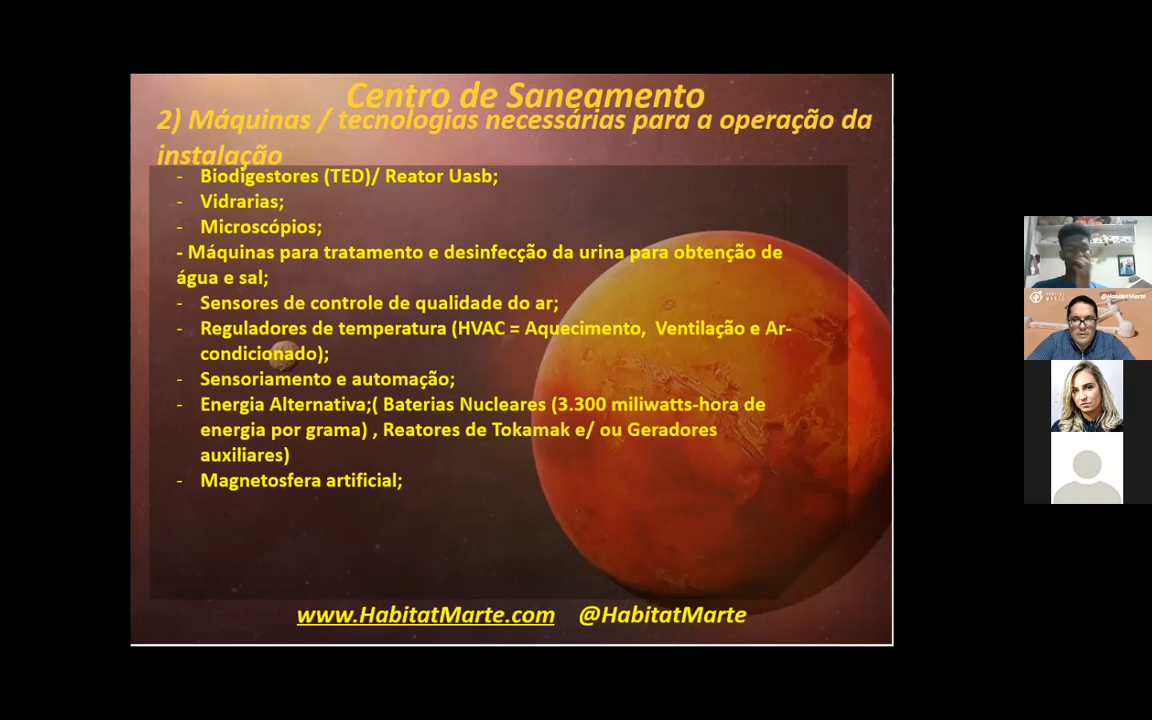 Centro de Saneamento
2) Máquinas / tecnologias necessárias para a operação da
instalação
- Biodigestores (TED)/ Reator Uasb;
- Vidrarias;
- Microscópios;
- Máquinas para tratamento e desinfecção da urina para obtenção de
água e sal;
- Sensores de controle de qualidade do ar;
- Reguladores de temperatura (HVAC = Aquecimento, Ventilação e Ar-
condicionado);
- Sensoriamento e automação;
- Energia Alternativa;( Baterias Nucleares (3.300 miliwatts-hora de
energia por grama) , Reatores de Tokamak e/ ou Geradores
auxiliares)
- Magnetosfera artificial;
www.HabitatMarte.com @HabitatMarte
@HabitatMarte